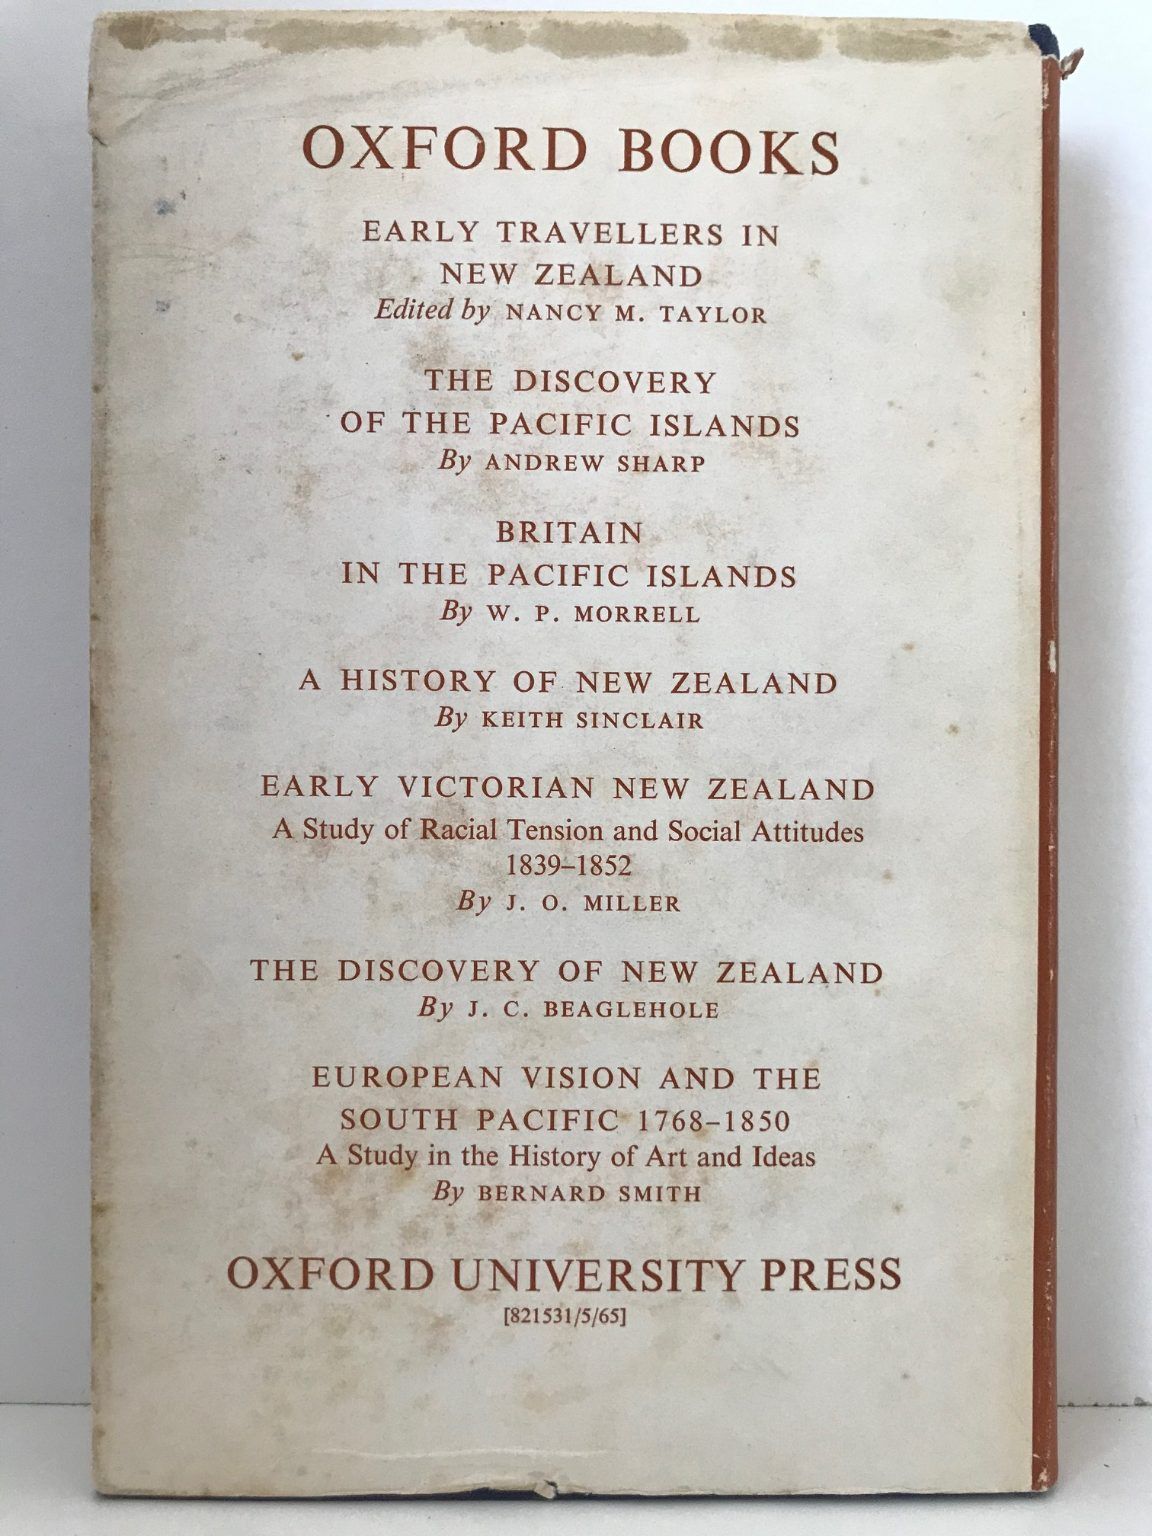 OXFORD BOOKS
EARLY TRAVELLERS IN
NEW ZEALAND
Edited by NANCY M. TAYLOR
THE DISCOVERY
OF THE PACIFIC ISLANDS
By ANDREW SHARP
BRITAIN
IN THE PACIFIC ISLANDS
By W. P. MORRELL
A HISTORY OF NEW ZEALAND
By KEITH SINCLAIR
EARLY VICTORIAN NEW ZEALAND
A Study of Racial Tension and Social Attitudes
1839–1852
By J. O. MILLER
THE DISCOVERY OF NEW ZEALAND
By J. C. BEAGLEHOLE
EUROPEAN VISION AND THE
SOUTH PACIFIC 1768–1850
A Study in the History of Art and Ideas
By BERNARD SMITH
OXFORD UNIVERSITY PRESS
[821531/5/65]